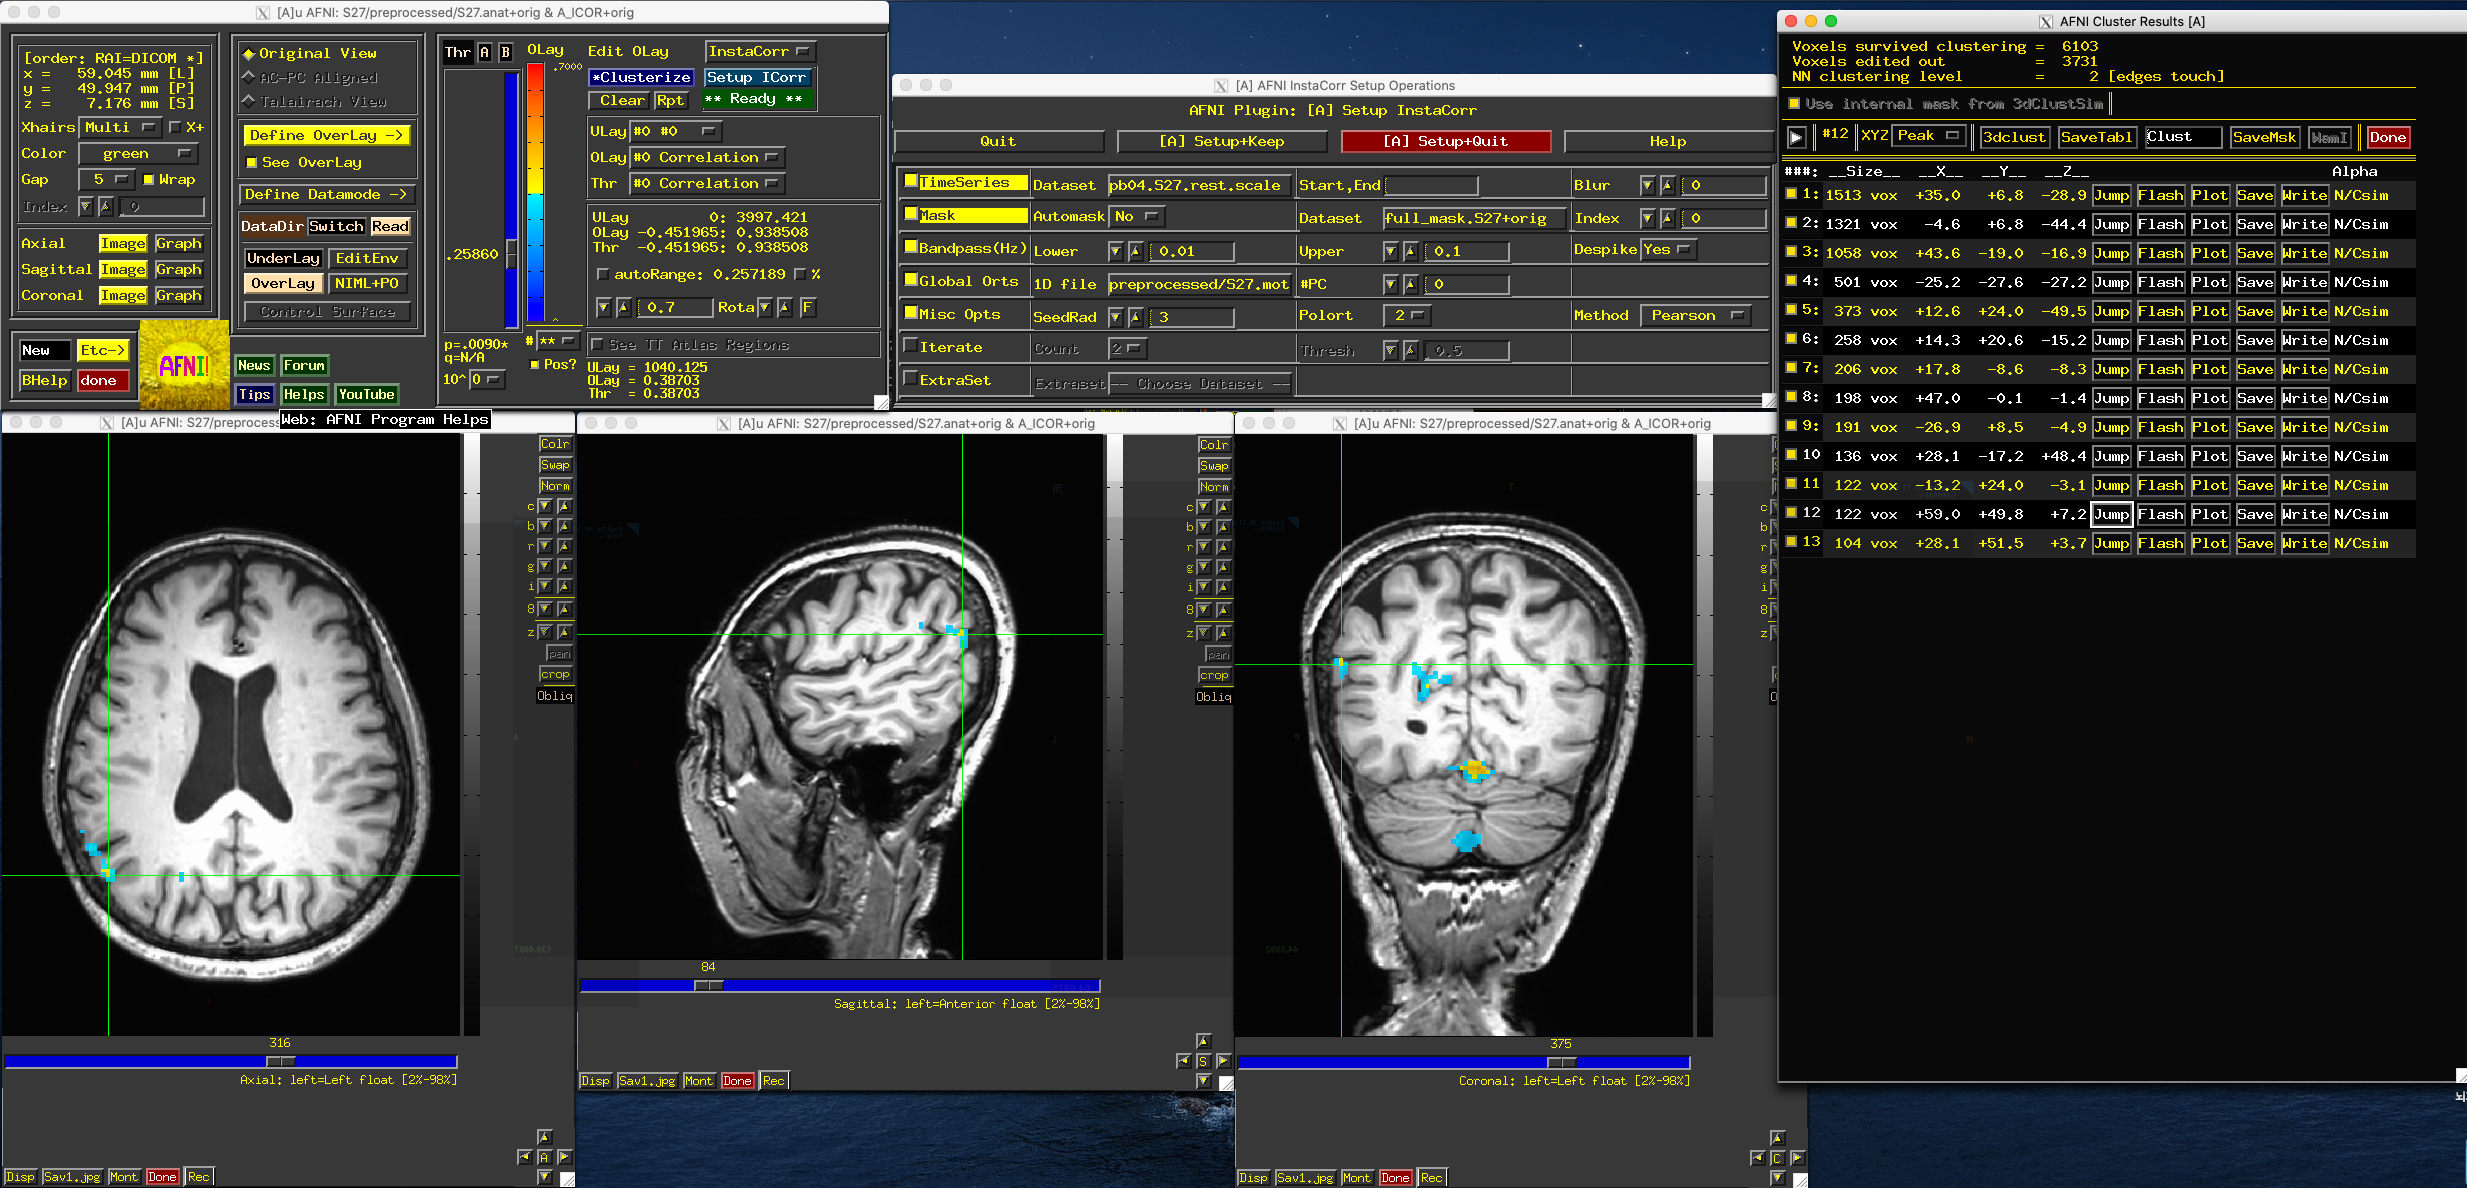 [A]u AFNI: S27/preprocessed/S27.anat+orig & A_ICOR+orig
[order: RAI=DICOM *]
x = 59.045 mm [L]
y = 49.947 mm [P]
z = 7.176 mm [S]
Xhairs Multi X+
Color green
Gap 5 Wrap
Index 0
Axial Image Graph
Sagittal Image Graph
Coronal Image Graph
New Etc->
BHelp done
AFNI!
Original View
AC-PC Aligned
Talairach View
Define OverLay ->
See OverLay
Define Datamode ->
DataDir Switch Read
UnderLay EditEnv
OverLay NIML+PO
Control Surface
News Forum
Tips Helps YouTube
Web: AFNI Program Helps
Thr A B OLay
.7000
.25860
p=.0090*
q=N/A
10^ 0
# **
Pos?
Edit OLay InstaCorr
*Clusterize Setup ICorr
Clear Rpt ** Ready **
ULay #0 #0
OLay #0 Correlation
Thr #0 Correlation
ULay 0: 3997.421
OLay -0.451965: 0.938508
Thr -0.451965: 0.938508
autoRange: 0.257189 %
0.7 Rota F
See TT Atlas Regions
ULay = 1040.125
OLay = 0.38703
Thr = 0.38703
[A] AFNI InstaCorr Setup Operations
AFNI Plugin: [A] Setup InstaCorr
Quit [A] Setup+Keep [A] Setup+Quit Help
TimeSeries Dataset pb04.S27.rest.scale Start,End Blur 0
Mask Automask No Dataset full_mask.S27+orig Index 0
Bandpass(Hz) Lower 0.01 Upper 0.1 Despike Yes
Global Orts 1D file preprocessed/S27.mot #PC 0
Misc Opts SeedRad 3 Polort 2 Method Pearson
Iterate Count 2 Thresh 0.5
ExtraSet Extraset -- Choose Dataset --
AFNI Cluster Results [A]
Voxels survived clustering = 6103
Voxels edited out = 3731
NN clustering level = 2 [edges touch]
Use internal mask from 3dClustSim
#12 XYZ Peak 3dclust SaveTabl Clust SaveMsk WamI Done
###: __Size__ __X__ __Y__ __Z__ Alpha
1: 1513 vox +35.0 +6.8 -28.9 Jump Flash Plot Save Write N/Csim
2: 1321 vox -4.6 +6.8 -44.4 Jump Flash Plot Save Write N/Csim
3: 1058 vox +43.6 -19.0 -16.9 Jump Flash Plot Save Write N/Csim
4: 501 vox -25.2 -27.6 -27.2 Jump Flash Plot Save Write N/Csim
5: 373 vox +12.6 +24.0 -49.5 Jump Flash Plot Save Write N/Csim
6: 258 vox +14.3 +20.6 -15.2 Jump Flash Plot Save Write N/Csim
7: 206 vox +17.8 -8.6 -8.3 Jump Flash Plot Save Write N/Csim
8: 198 vox +47.0 -0.1 -1.4 Jump Flash Plot Save Write N/Csim
9: 191 vox -26.9 +8.5 -4.9 Jump Flash Plot Save Write N/Csim
10 136 vox +28.1 -17.2 +48.4 Jump Flash Plot Save Write N/Csim
11 122 vox -13.2 +24.0 -3.1 Jump Flash Plot Save Write N/Csim
12 122 vox +59.0 +49.8 +7.2 Jump Flash Plot Save Write N/Csim
13 104 vox +28.1 +51.5 +3.7 Jump Flash Plot Save Write N/Csim
[A]u AFNI: S27/preprocess
Colr
Swap
Norm
c
b
r
g
i
8
z
pan
crop
Obliq
316
Axial: left=Left float [2%-98%]
A
Disp Sav1.jpg Mont Done Rec
[A]u AFNI: S27/preprocessed/S27.anat+orig & A_ICOR+orig
Colr
Swap
Norm
c
b
r
g
i
8
z
pan
crop
Obliq
84
Sagittal: left=Anterior float [2%-98%]
S
Disp Sav1.jpg Mont Done Rec
[A]u AFNI: S27/preprocessed/S27.anat+orig & A_ICOR+orig
c
b
r
g
i
8
z
375
Coronal: left=Left float [2%-98%]
C
Disp Sav1.jpg Mont Done Rec